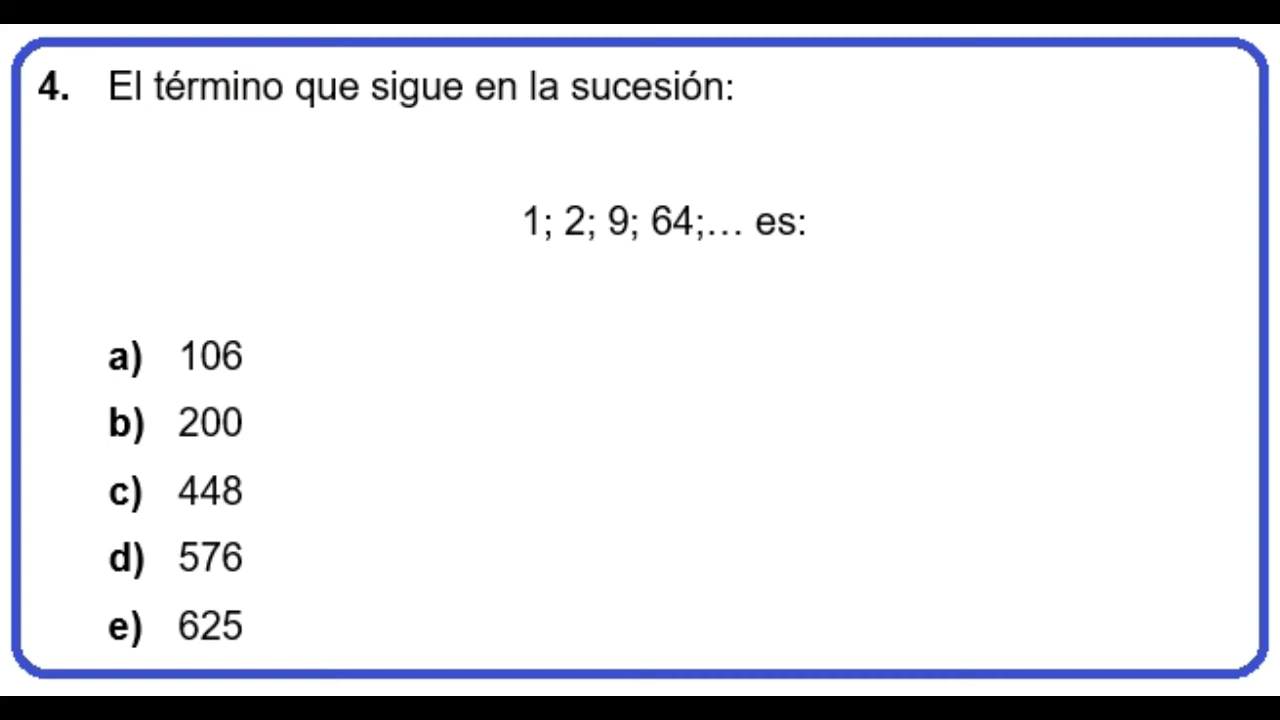 4. El término que sigue en la sucesión:
1; 2; 9; 64;... es:
a) 106
b) 200
c) 448
d) 576
e) 625